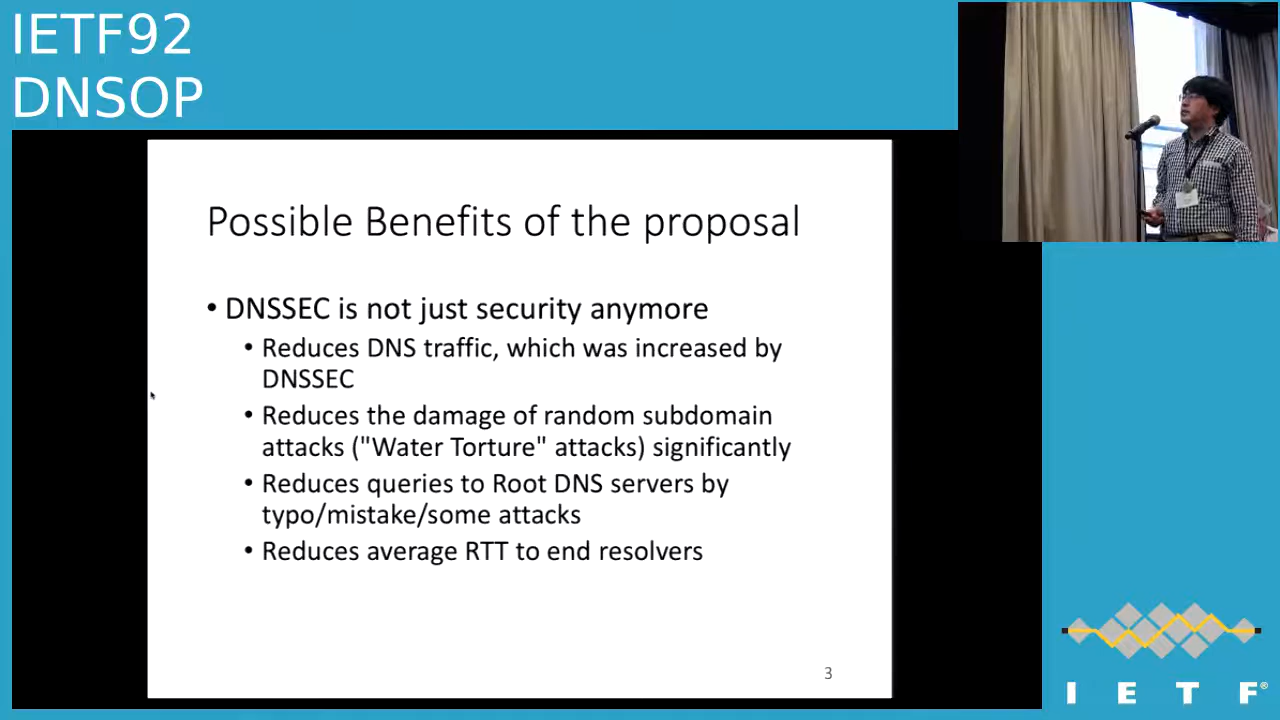 IETF92
DNSOP
Possible Benefits of the proposal
• DNSSEC is not just security anymore
• Reduces DNS traffic, which was increased by
DNSSEC
• Reduces the damage of random subdomain
attacks ("Water Torture" attacks) significantly
• Reduces queries to Root DNS servers by
typo/mistake/some attacks
• Reduces average RTT to end resolvers
3
I E T F®